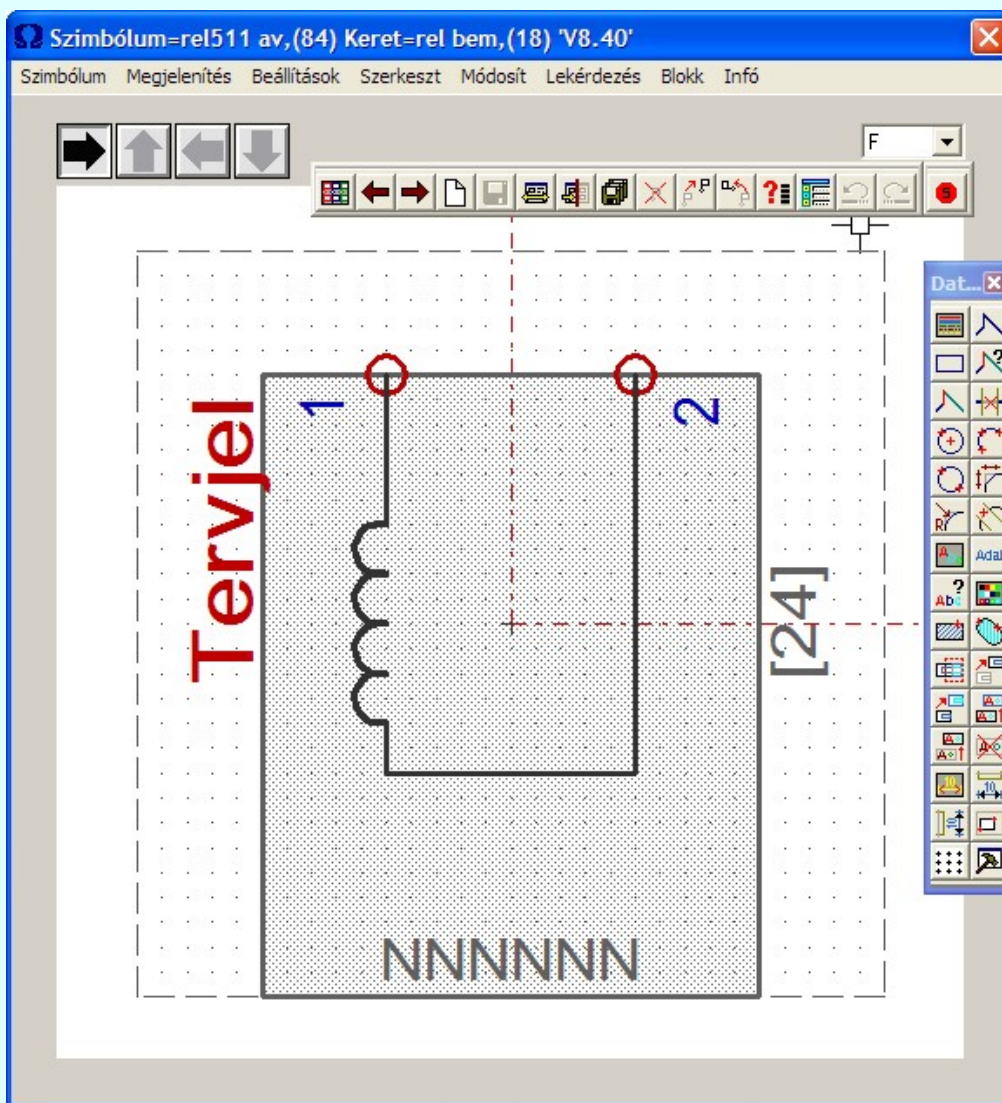 Szimbólum=rel511 av,(84) Keret=rel bem,(18) 'V8.40'
Szimbólum Megjelenítés Beállítások Szerkeszt Módosít Lekérdezés Blokk Infó
F
Dat...
1
2
Tervjel
[24]
NNNNNN